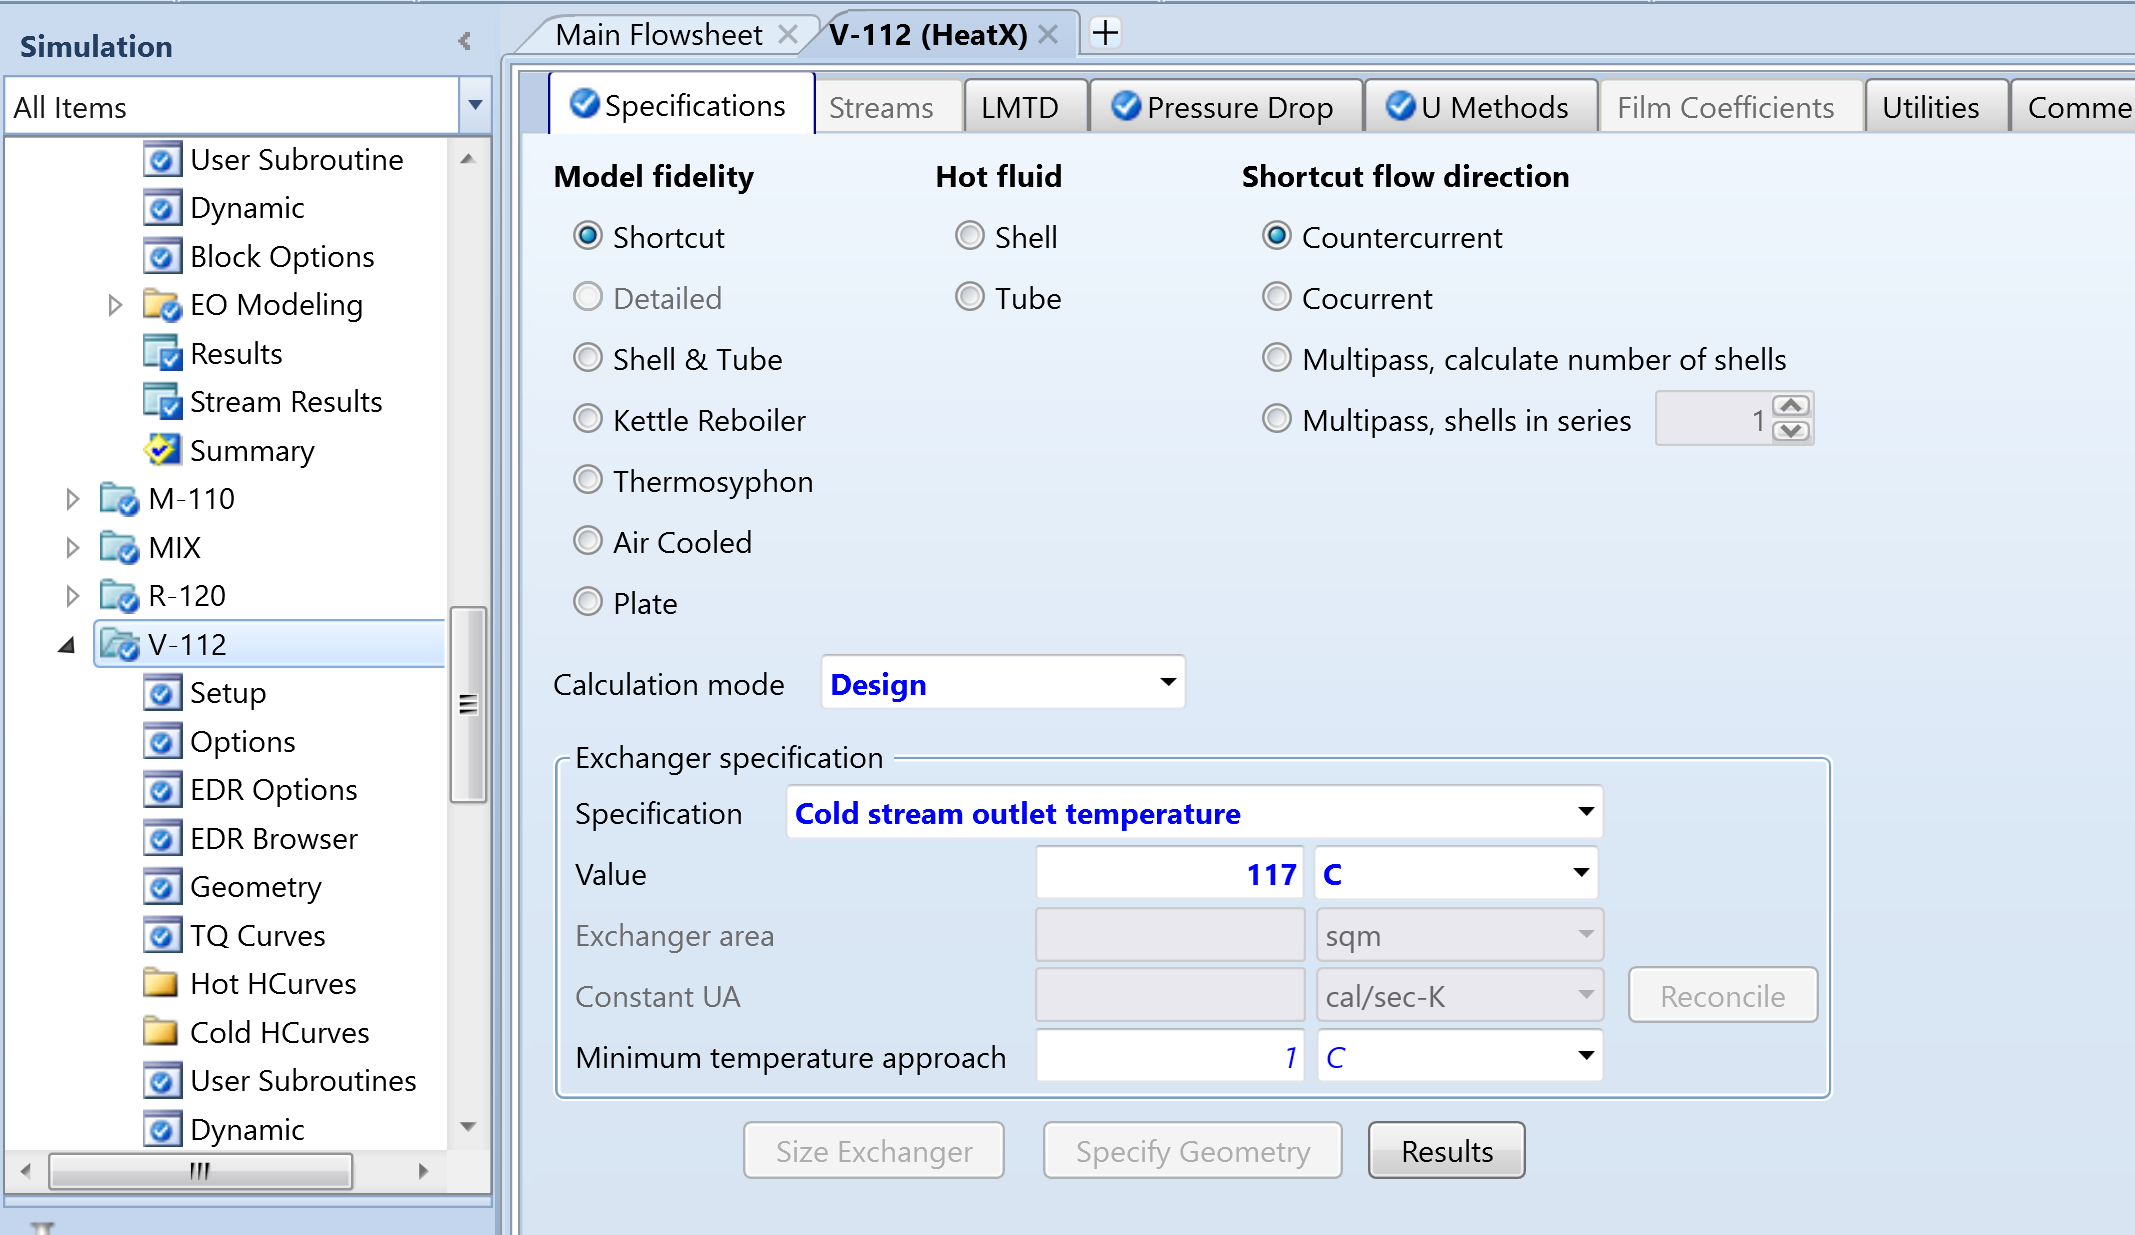 Simulation
Main Flowsheet
V-112 (HeatX)
All Items
User Subroutine
Dynamic
Block Options
EO Modeling
Results
Stream Results
Summary
M-110
MIX
R-120
V-112
Setup
Options
EDR Options
EDR Browser
Geometry
TQ Curves
Hot HCurves
Cold HCurves
User Subroutines
Dynamic
Specifications
Streams
LMTD
Pressure Drop
U Methods
Film Coefficients
Utilities
Comme
Model fidelity
Shortcut
Detailed
Shell & Tube
Kettle Reboiler
Thermosyphon
Air Cooled
Plate
Hot fluid
Shell
Tube
Shortcut flow direction
Countercurrent
Cocurrent
Multipass, calculate number of shells
Multipass, shells in series 1
Calculation mode Design
Exchanger specification
Specification Cold stream outlet temperature
Value 117 C
Exchanger area sqm
Constant UA cal/sec-K Reconcile
Minimum temperature approach 1 C
Size Exchanger Specify Geometry Results